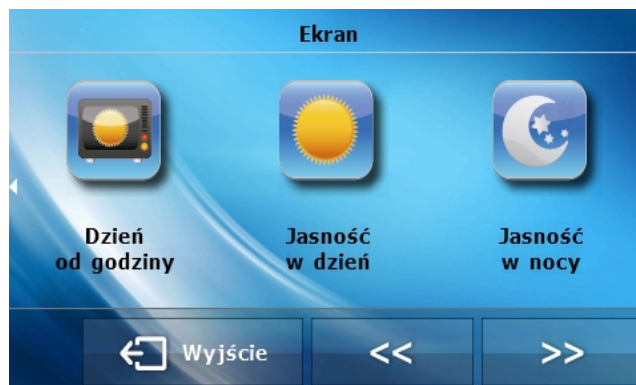 Ekran
Dzień
od godziny
Jasność
w dzień
Jasność
w nocy
Wyjście
<<
>>